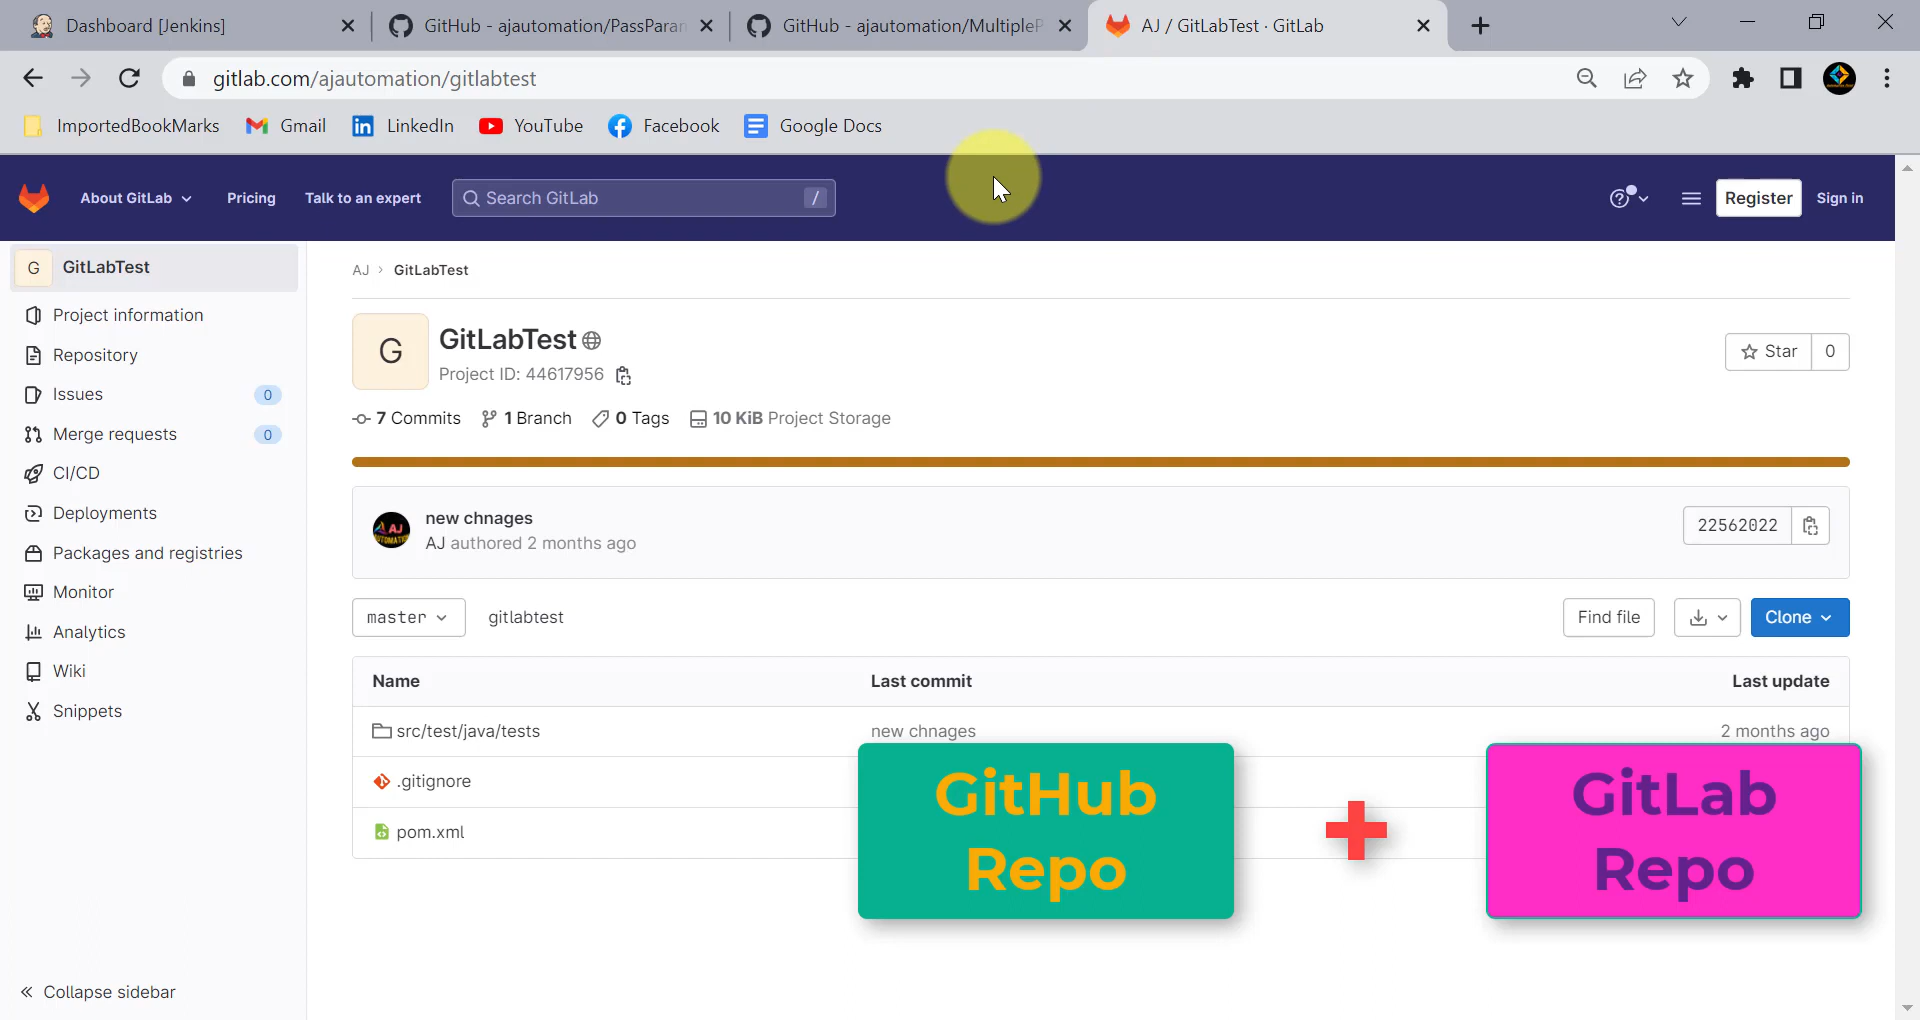 Dashboard [Jenkins]
GitHub - ajautomation/PassParan
GitHub - ajautomation/MultipleP
AJ / GitLabTest · GitLab
gitlab.com/ajautomation/gitlabtest
ImportedBookMarks
Gmail
LinkedIn
YouTube
Facebook
Google Docs
About GitLab
Pricing
Talk to an expert
Search GitLab
/
Register
Sign in
G
GitLabTest
Project information
Repository
Issues
0
Merge requests
0
CI/CD
Deployments
Packages and registries
Monitor
Analytics
Wiki
Snippets
Collapse sidebar
AJ > GitLabTest
G
GitLabTest
Project ID: 44617956
Star
0
7 Commits
1 Branch
0 Tags
10 KiB Project Storage
new chnages
AJ authored 2 months ago
22562022
master
gitlabtest
Find file
Clone
Name
Last commit
Last update
src/test/java/tests
new chnages
2 months ago
.gitignore
pom.xml
GitHub
Repo
GitLab
Repo